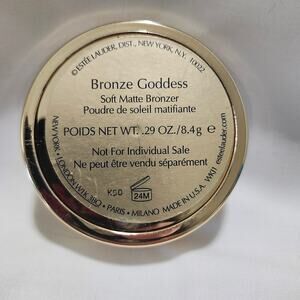 ©ESTĒE LAUDER, DIST., NEW YORK, N.Y. 10022
Bronze Goddess
Soft Matte Bronzer
Poudre de soleil matifiante
POIDS NET WT. .29 OZ./8.4g ℮
Not For Individual Sale
Ne peut être vendu séparément
K50
24M
NEW YORK • LONDON W1K 3BQ • PARIS • MILANO MADE IN U.S.A. WK11 esteelauder.com